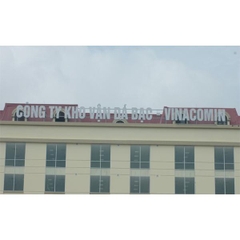 CÔNG TY KHO VẬN ĐÁ BẠC - VINACOMIN